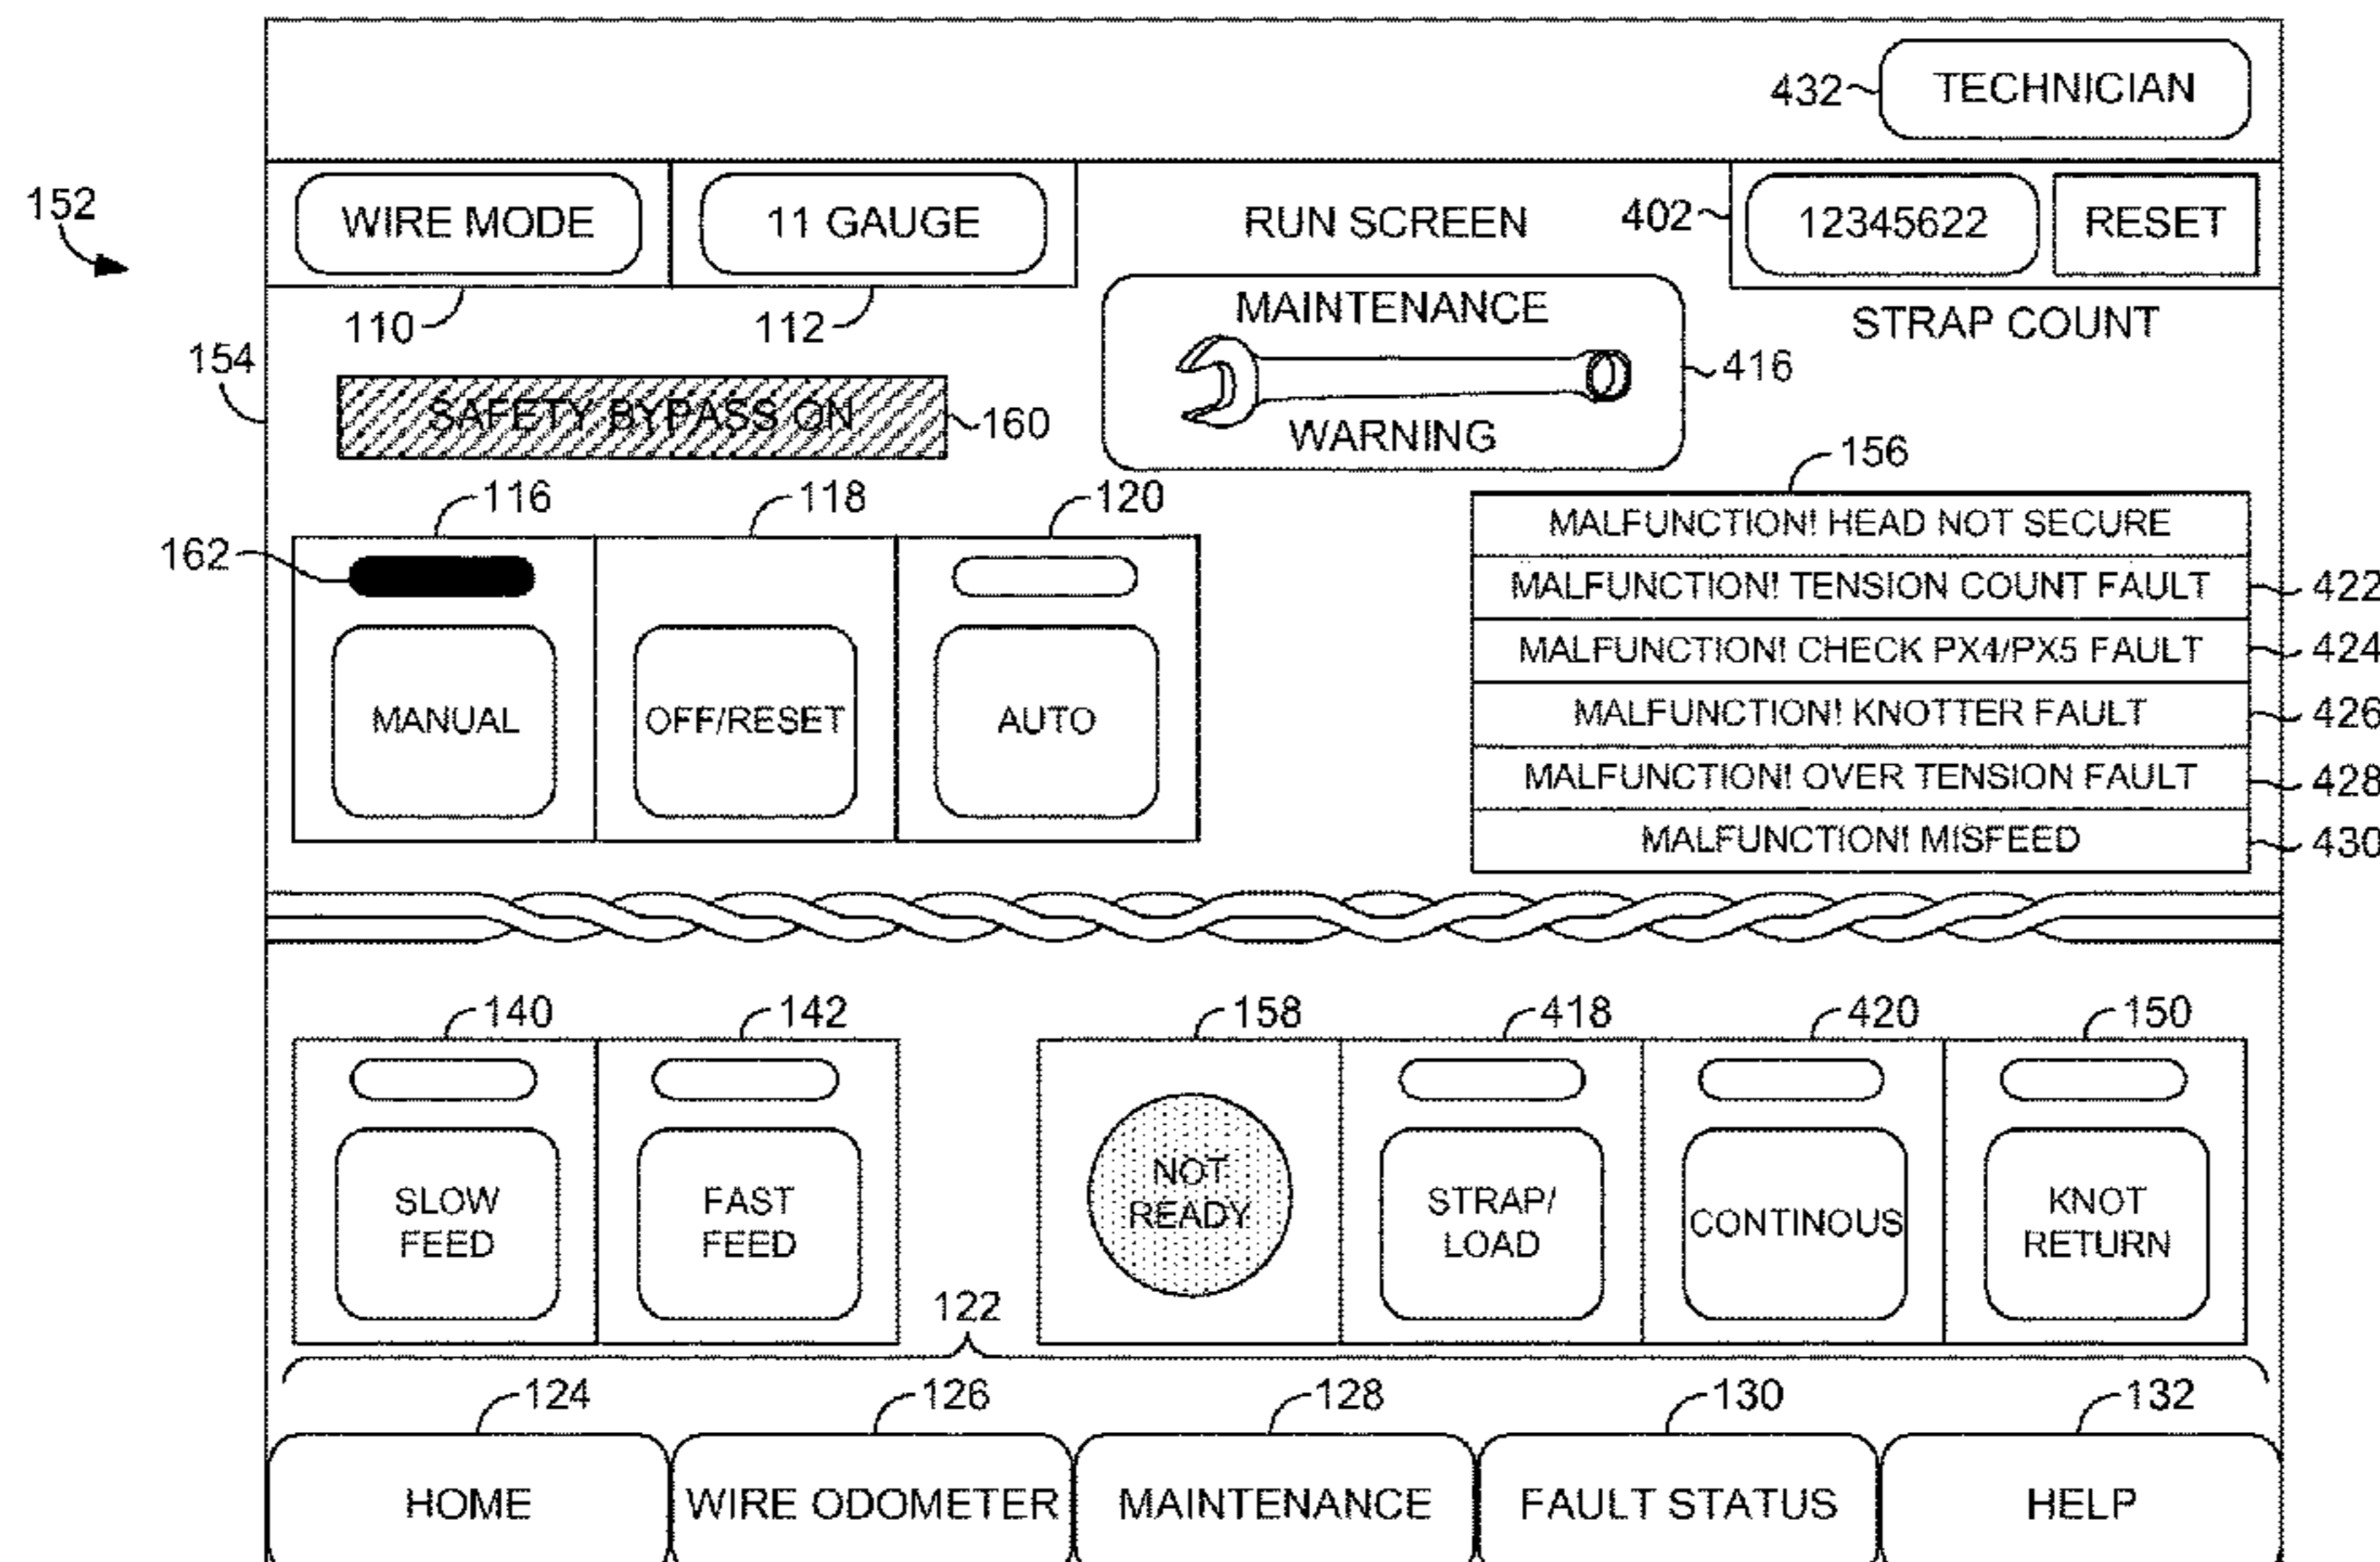 432 TECHNICIAN
152 WIRE MODE 11 GAUGE RUN SCREEN 402 12345622 RESET
110 112 MAINTENANCE STRAP COUNT
154 416
SAFETY BYPASS ON 160 WARNING
156
116 118 120
MALFUNCTION! HEAD NOT SECURE
162
MALFUNCTION! TENSION COUNT FAULT 422
MALFUNCTION! CHECK PX4/PX5 FAULT 424
MANUAL OFF/RESET AUTO MALFUNCTION! KNOTTER FAULT 426
MALFUNCTION! OVER TENSION FAULT 428
MALFUNCTION! MISFEED 430
140 142 158 418 420 150
SLOW FEED
FAST FEED
NOT READY
STRAP/ LOAD
CONTINOUS
KNOT RETURN
122
124 126 128 130 132
HOME WIRE ODOMETER MAINTENANCE FAULT STATUS HELP